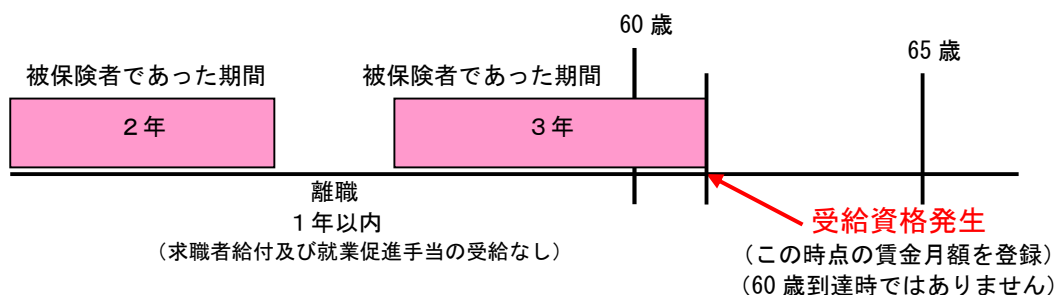 60 歳
65 歳
被保険者であった期間
被保険者であった期間
２年
３年
離職
１年以内
（求職者給付及び就業促進手当の受給なし）
受給資格発生
（この時点の賃金月額を登録）
（60 歳到達時ではありません）